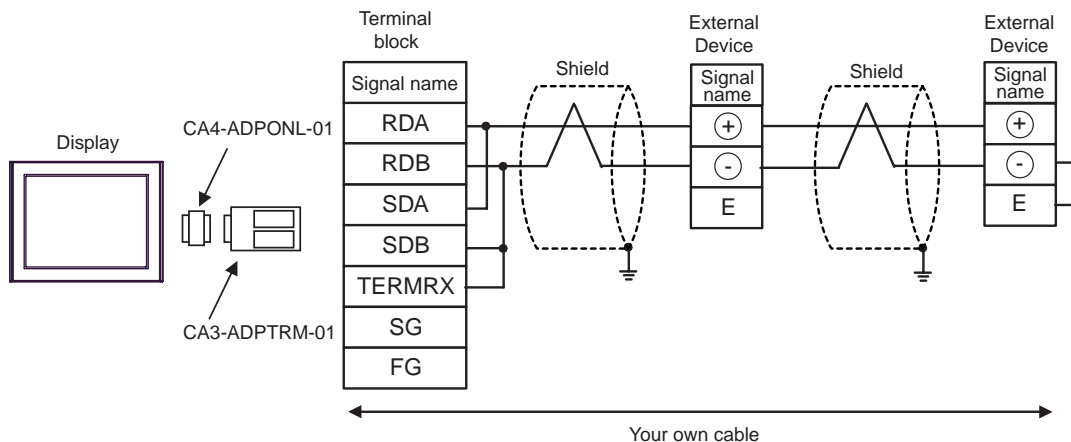 Terminal
block
External
Device
External
Device
Signal name
Shield
Signal
name
Shield
Signal
name
Display
CA4-ADPONL-01
RDA
+
+
RDB
-
-
SDA
E
E
SDB
TERMRX
CA3-ADPTRM-01
SG
FG
Your own cable